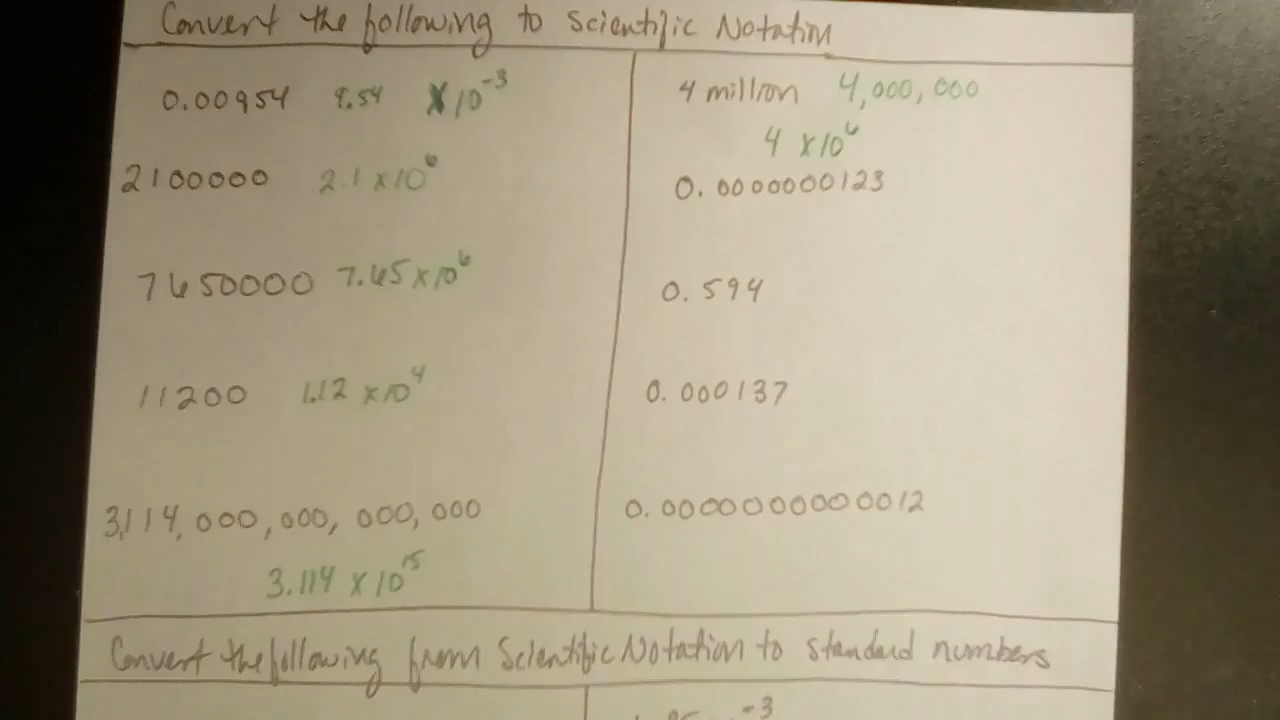 Convert the following to Scientific Notation
0.00954 9.54 X10^-3
2100000 2.1 x10^6
7650000 7.65 x10^6
11200 1.12 x10^4
3,114,000,000,000,000
3.114 x10^15
4 million 4,000,000
4 x10^6
0.0000000123
0.594
0.000137
0.0000000000012
Convert the following from Scientific Notation to standard numbers
-3